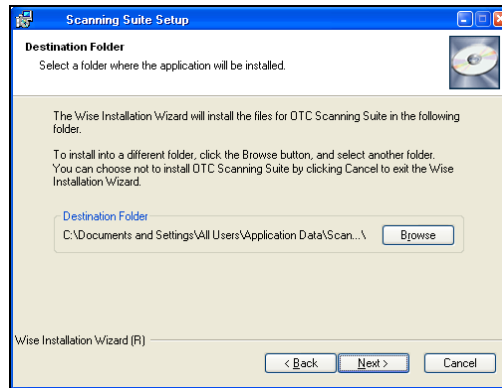 Scanning Suite Setup
Destination Folder
Select a folder where the application will be installed.
The Wise Installation Wizard will install the files for OTC Scanning Suite in the following
folder.
To install into a different folder, click the Browse button, and select another folder.
You can choose not to install OTC Scanning Suite by clicking Cancel to exit the Wise
Installation Wizard.
Destination Folder
C:\Documents and Settings\All Users\Application Data\Scan...\ Browse
Wise Installation Wizard (R)
< Back Next > Cancel